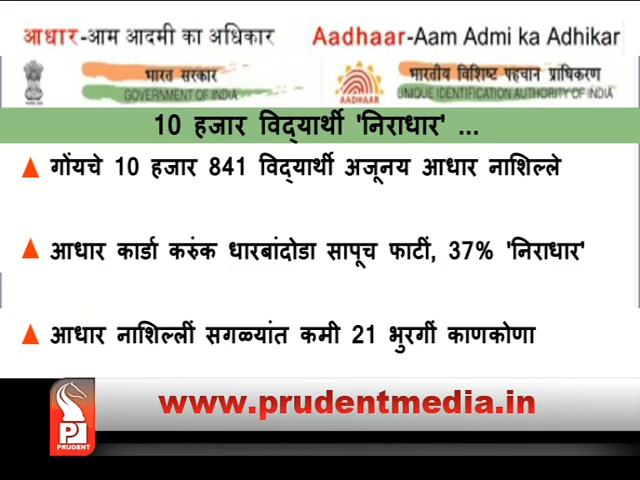 आधार-आम आदमी का अधिकार
Aadhaar-Aam Admi ka Adhikar
भारत सरकार
GOVERNMENT OF INDIA
AADHAAR
भारतीय विशिष्ट पहचान प्राधिकरण
UNIQUE IDENTIFICATION AUTHORITY OF INDIA
10 हजार विद्यार्थी 'निराधार' ...
गोंयचे 10 हजार 841 विद्यार्थी अजूनय आधार नाशिल्ले
आधार कार्डा करुंक धारबांदोडा सापूच फाटीं, 37% 'निराधार'
आधार नाशिल्लीं सगळ्यांत कमी 21 भुरगीं काणकोणा
PRUDENT
www.prudentmedia.in